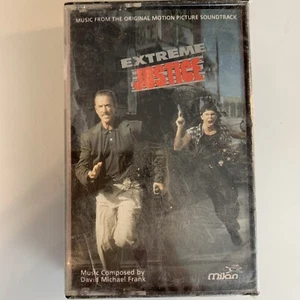 MUSIC FROM THE ORIGINAL MOTION PICTURE SOUNDTRACK
EXTREME
JUSTICE
Music Composed by
David Michael Frank
milan